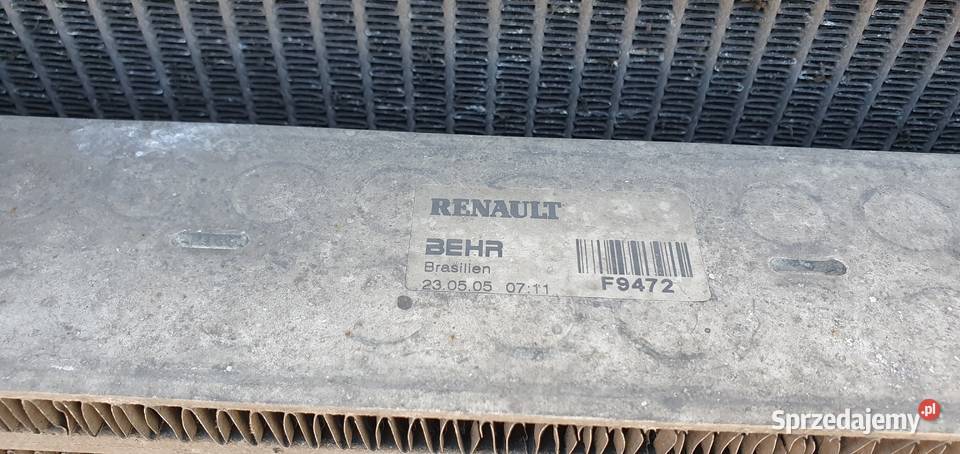 RENAULT
BEHR
Brasilien
23.05.05 07:11
F9472
Sprzedajemy.pl